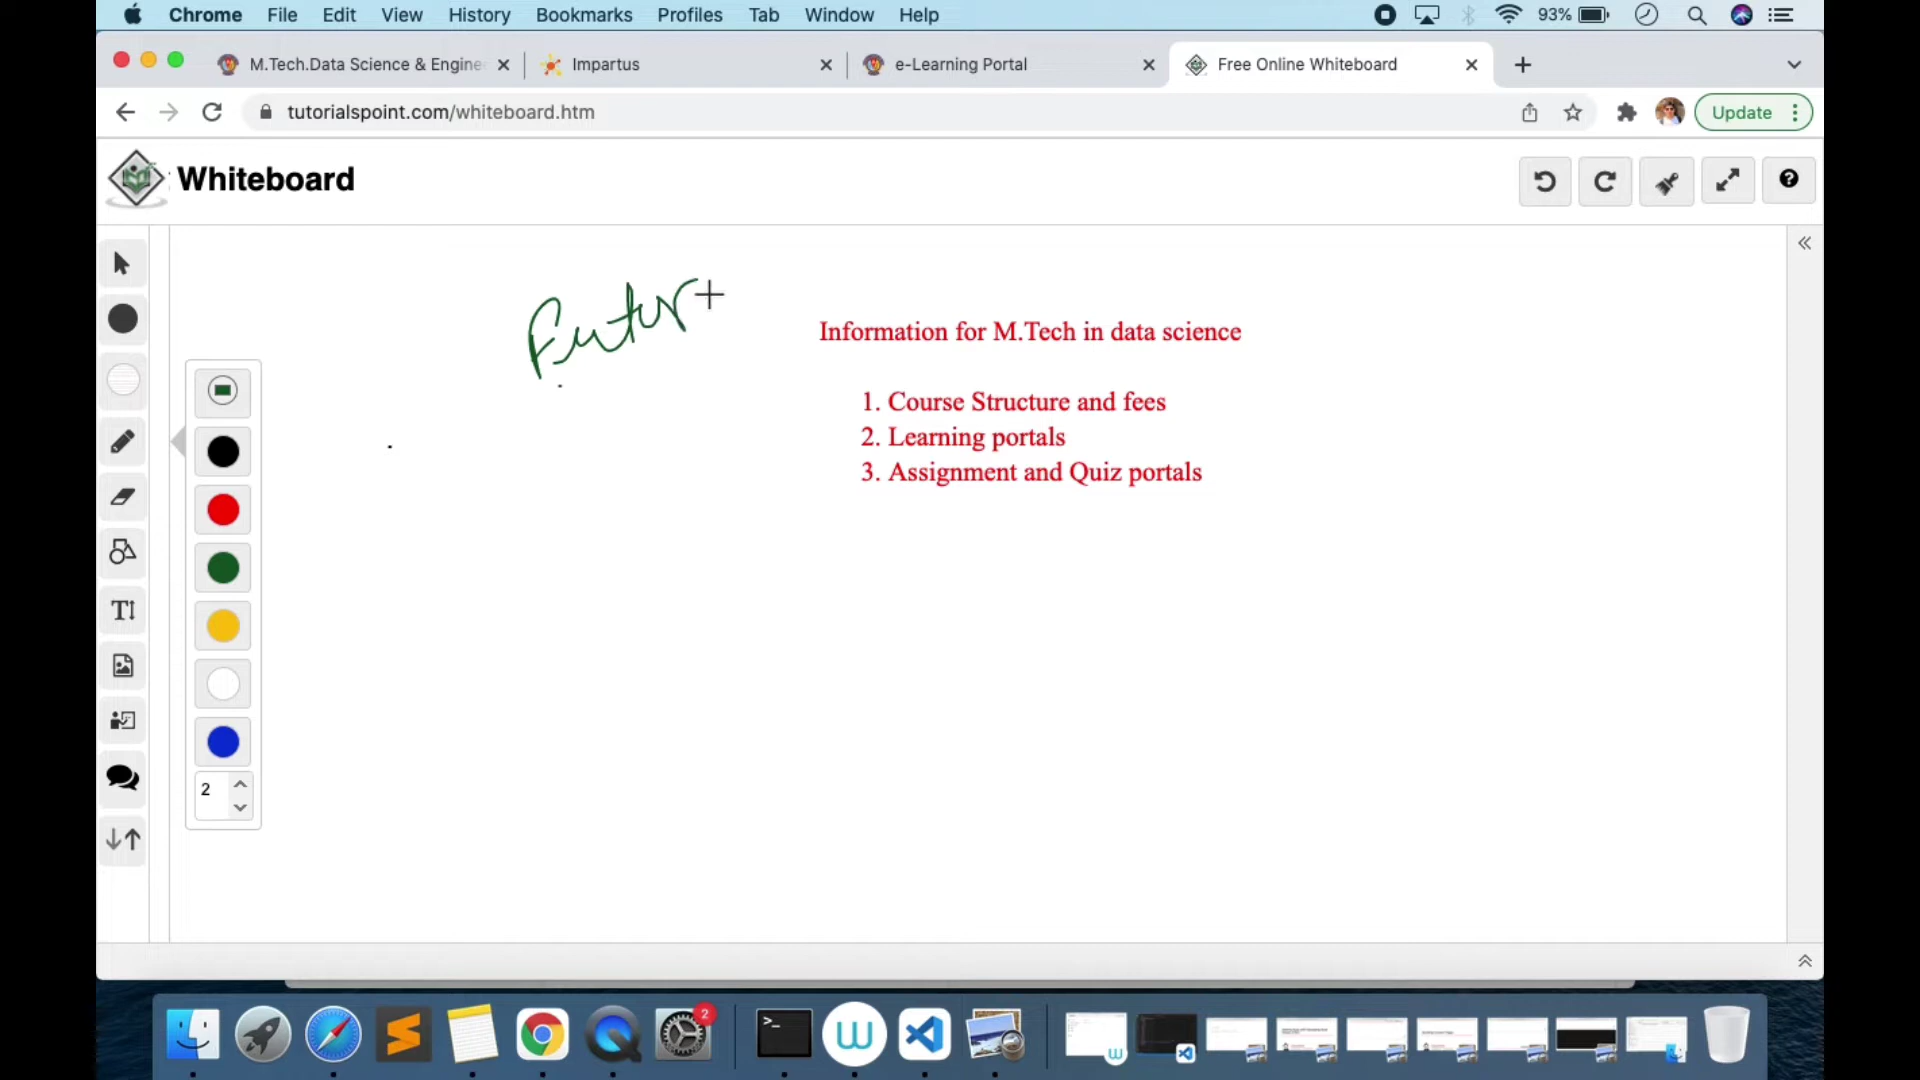 Chrome File Edit View History Bookmarks Profiles Tab Window Help 93%
M.Tech.Data Science & Engine Impartus e-Learning Portal Free Online Whiteboard
tutorialspoint.com/whiteboard.htm Update
Whiteboard
Futur
Information for M.Tech in data science
1. Course Structure and fees
2. Learning portals
3. Assignment and Quiz portals
2
2